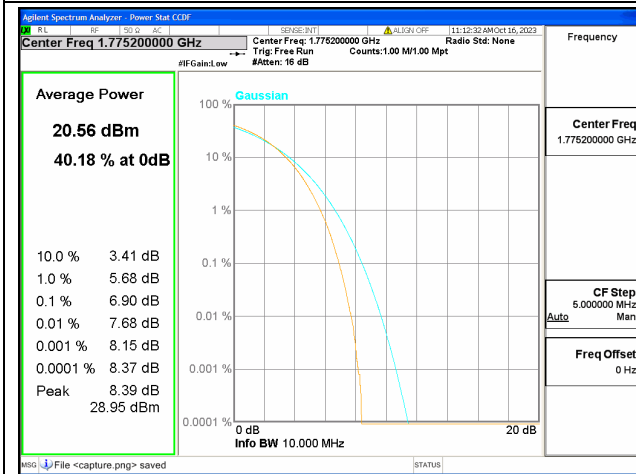 Agilent Spectrum Analyzer - Power Stat CCDF
RL RF 50 Ω AC SENSE:INT ALIGN OFF 11:12:32 AM Oct 16, 2023
Center Freq 1.775200000 GHz
Center Freq: 1.775200000 GHz Radio Std: None
Trig: Free Run Counts:1.00 M/1.00 Mpt
#IFGain:Low #Atten: 16 dB
Frequency
Average Power
20.56 dBm
40.18 % at 0dB
10.0 % 3.41 dB
1.0 % 5.68 dB
0.1 % 6.90 dB
0.01 % 7.68 dB
0.001 % 8.15 dB
0.0001 % 8.37 dB
Peak 8.39 dB
28.95 dBm
Gaussian
100 %
10 %
1 %
0.1 %
0.01 %
0.001 %
0.0001 %
0 dB 20 dB
Info BW 10.000 MHz
Center Freq
1.775200000 GHz
CF Step
5.000000 MHz
Auto Man
Freq Offset
0 Hz
MSG File <capture.png> saved STATUS